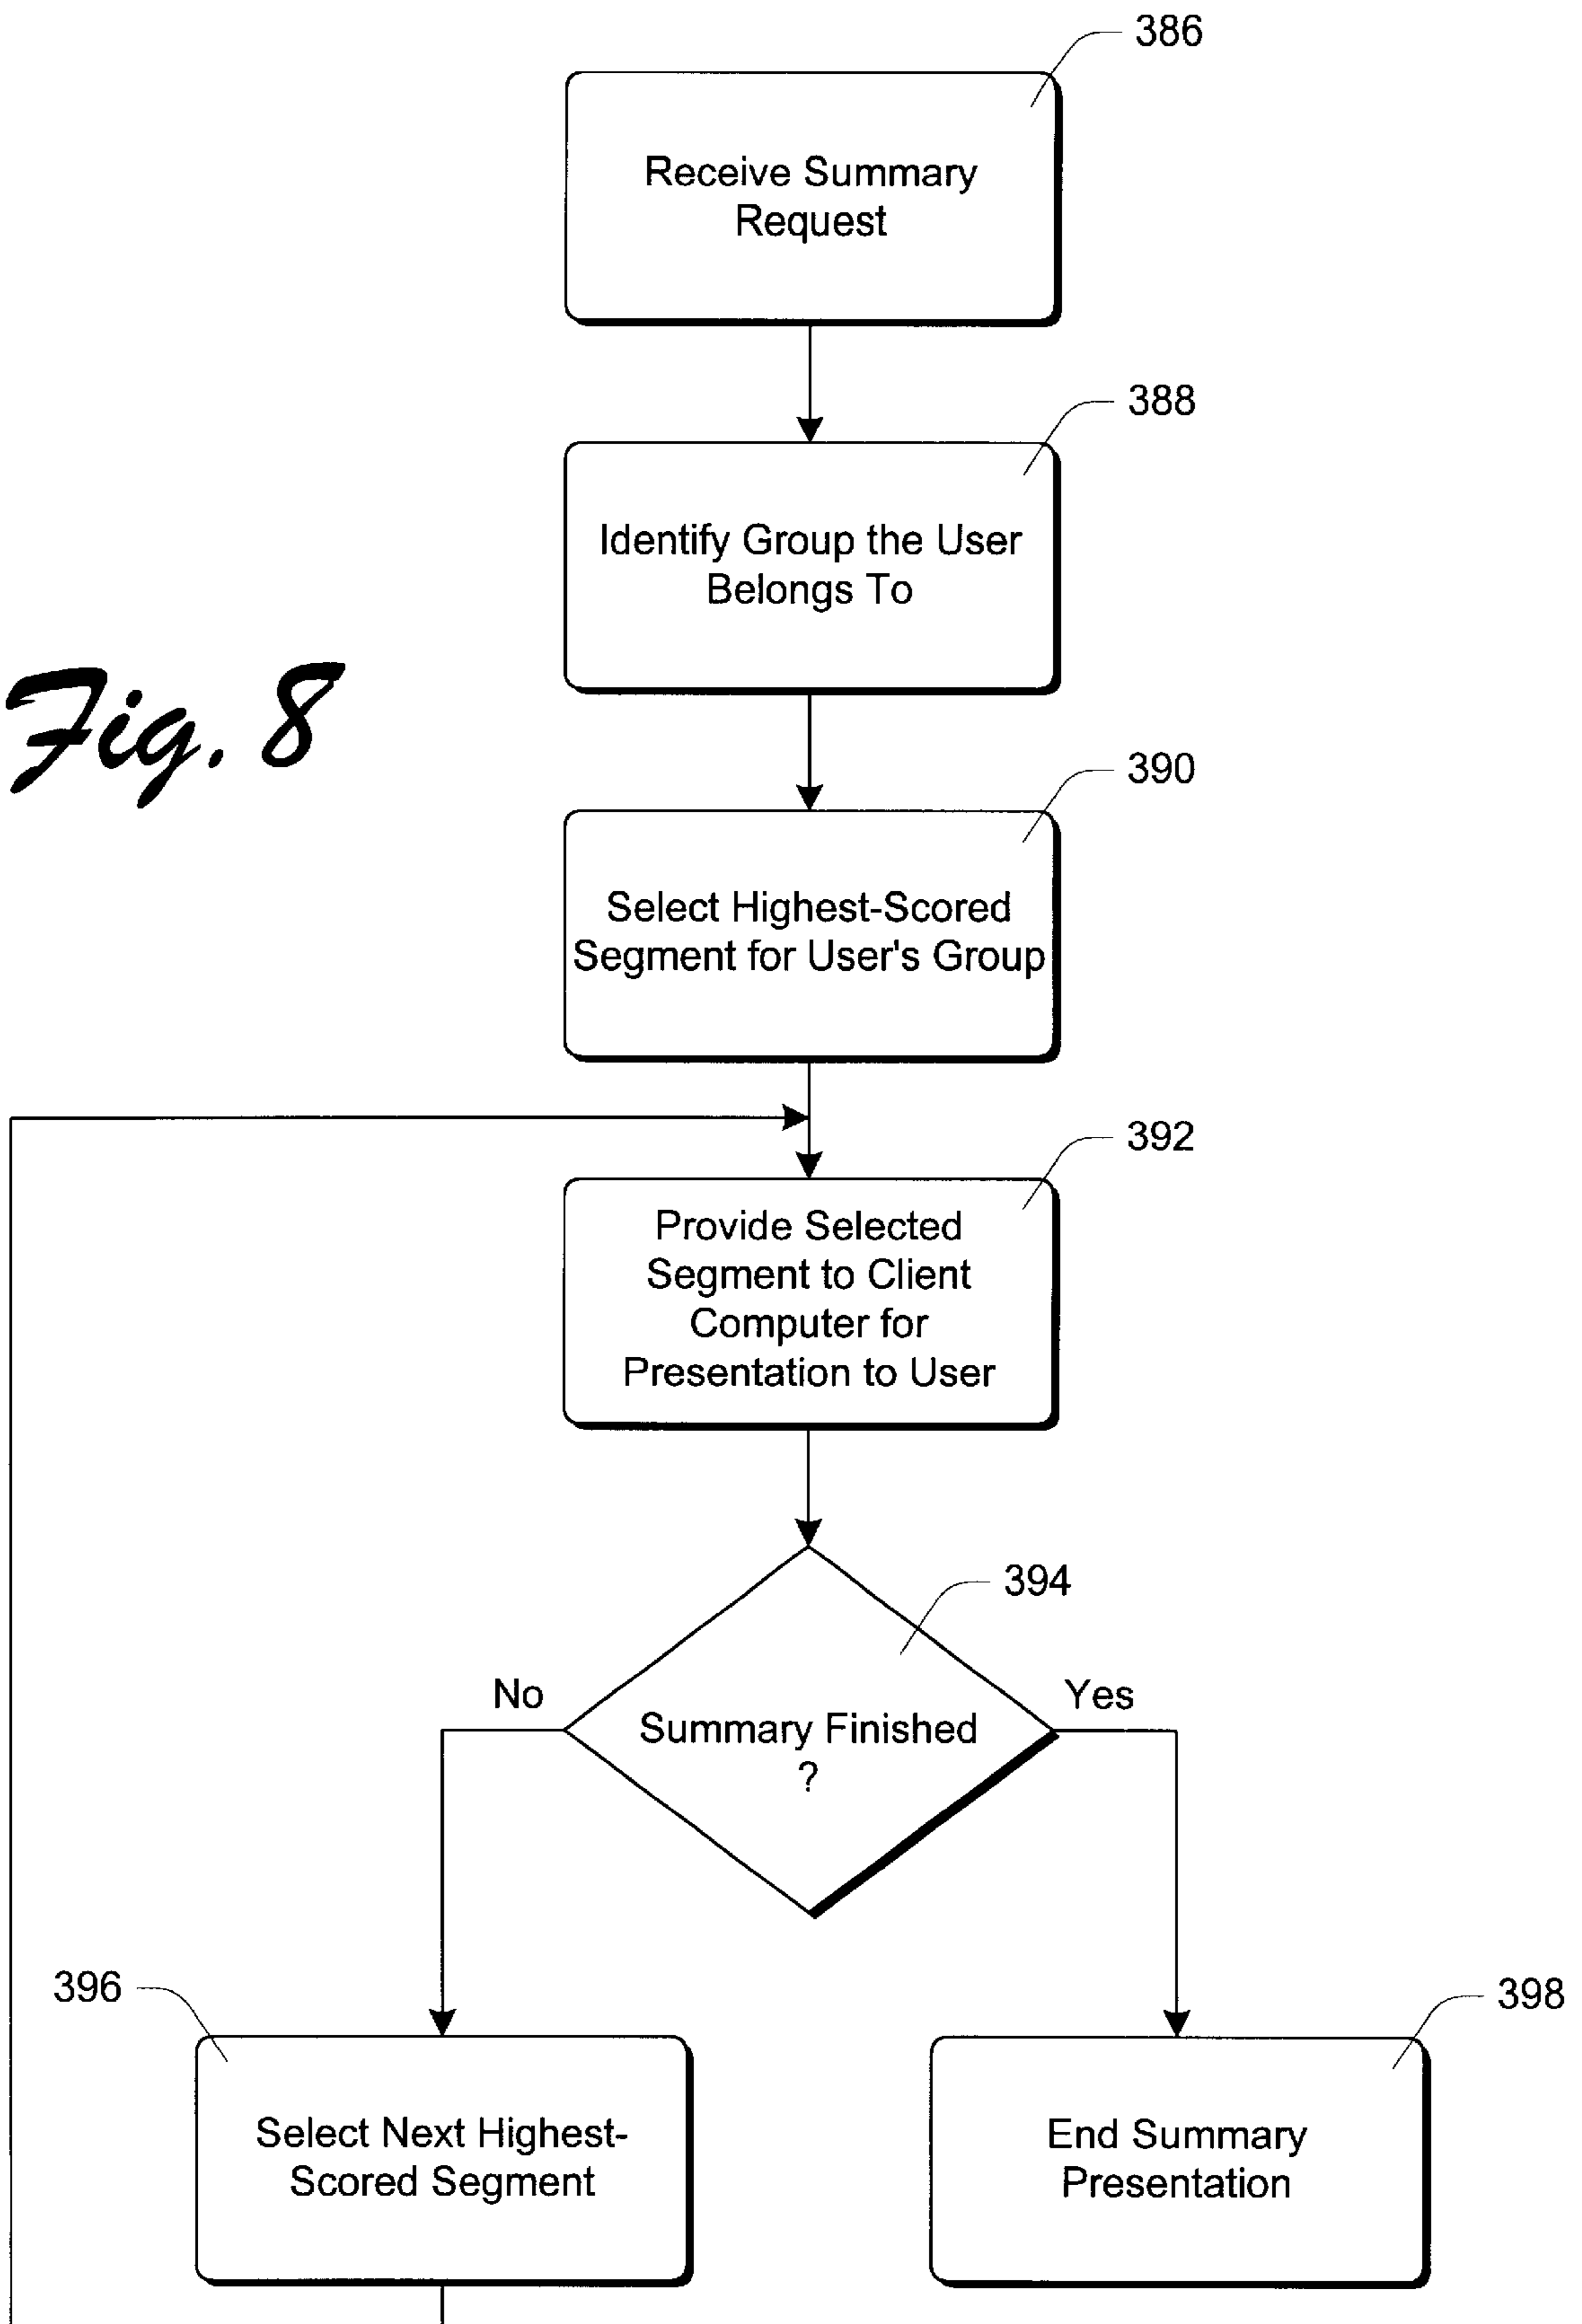 386
Receive Summary
Request
388
Identify Group the User
Belongs To
Fig. 8
390
Select Highest-Scored
Segment for User's Group
392
Provide Selected
Segment to Client
Computer for
Presentation to User
394
No
Yes
Summary Finished
?
396
398
Select Next Highest-
Scored Segment
End Summary
Presentation